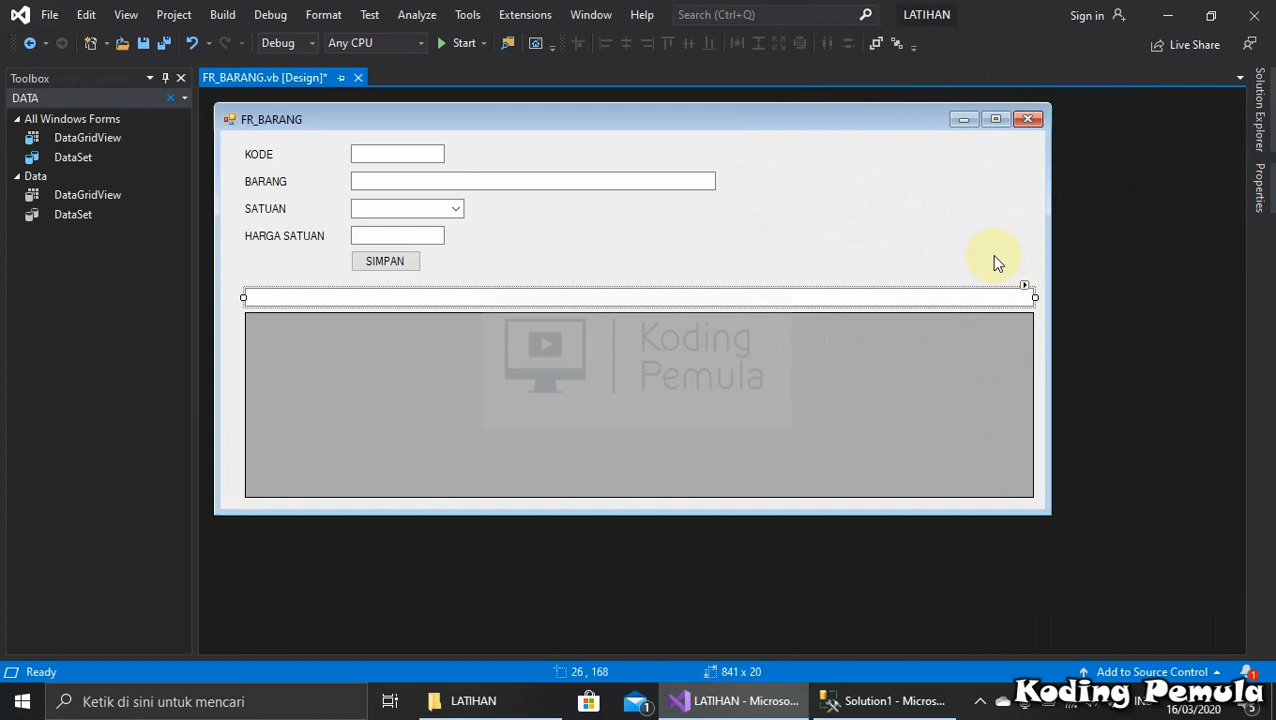 File Edit View Project Build Debug Format Test Analyze Tools Extensions Window Help Search (Ctrl+Q) LATIHAN Sign in
Debug Any CPU Start Live Share
Toolbox
FR_BARANG.vb [Design]*
DATA
All Windows Forms
DataGridView
DataSet
Data
DataGridView
DataSet
FR_BARANG
KODE
BARANG
SATUAN
HARGA SATUAN
SIMPAN
Koding
Pemula
Solution Explorer
Properties
Ready 26 , 168 841 x 20 Add to Source Control 1
Ketik di sini untuk mencari LATIHAN 1 LATIHAN - Microso... Solution1 - Micros... 16/03/2020 5
Koding Pemula